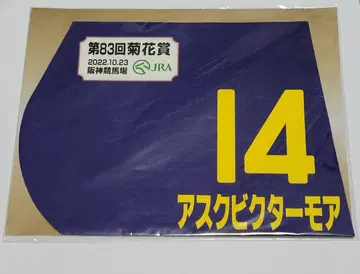 第83回菊花賞
2022.10.23
阪神競馬場
JRA
14
アスクビクターモア